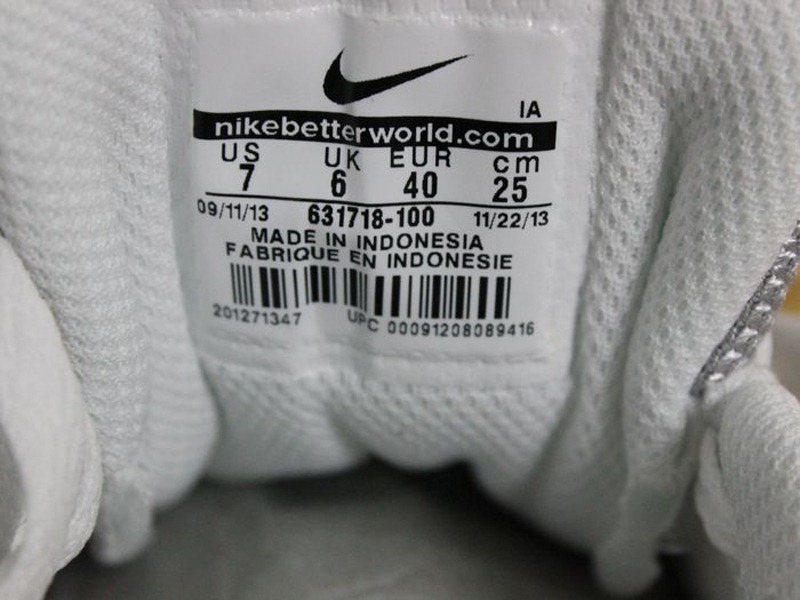 IA
nikebetterworld.com
US UK EUR cm
7 6 40 25
09/11/13 631718-100 11/22/13
MADE IN INDONESIA
FABRIQUE EN INDONESIE
201271347 UPC 00091208089416